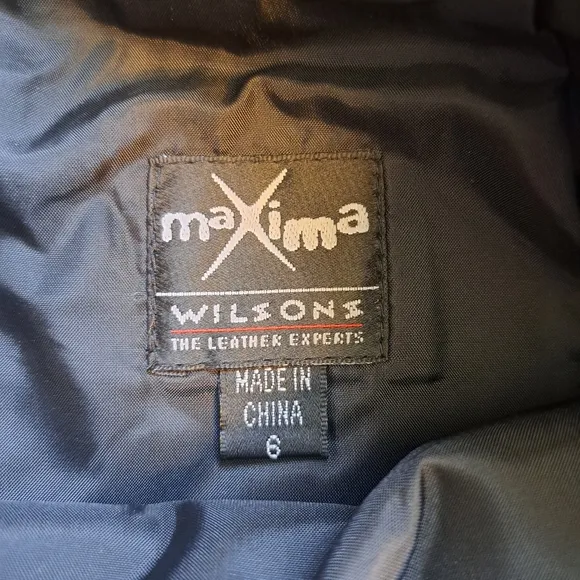 maXima
WILSONS
THE LEATHER EXPERTS
MADE IN
CHINA
6